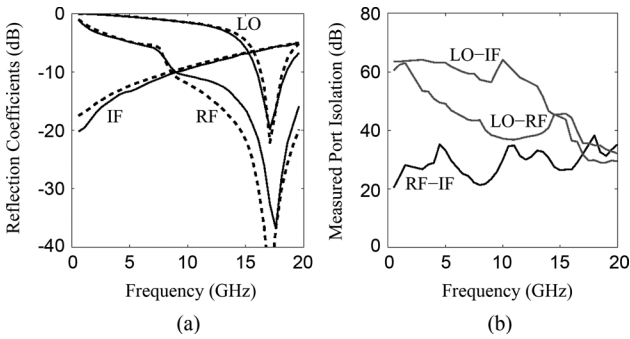 Reflection Coefficients (dB)
0
-10
-20
-30
-40
LO
IF
RF
0
5
10
15
20
Frequency (GHz)
(a)
Measured Port Isolation (dB)
80
60
40
20
0
LO−IF
LO−RF
RF−IF
0
5
10
15
20
Frequency (GHz)
(b)